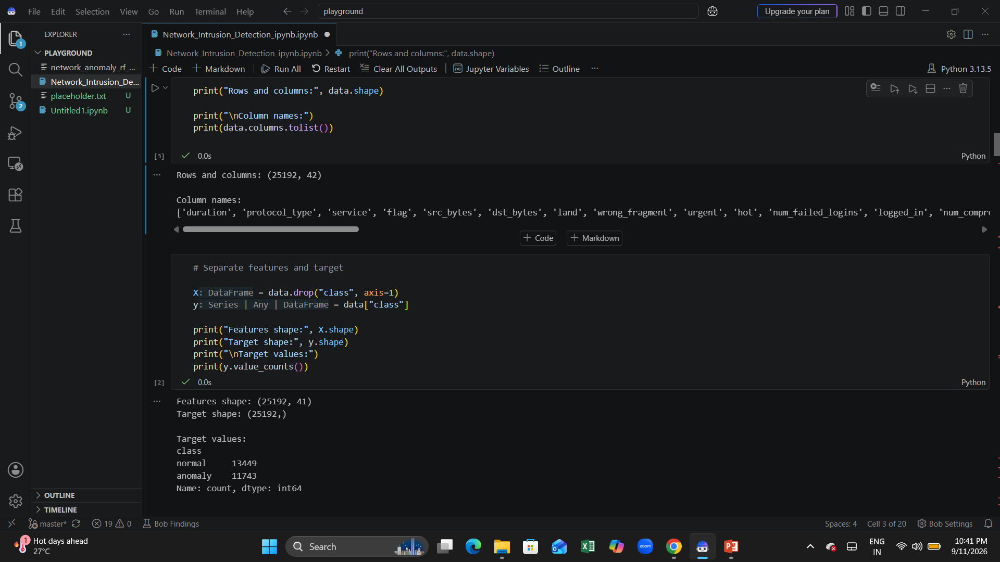 File Edit Selection View Go Run Terminal Help
playground
Upgrade your plan
EXPLORER
1
PLAYGROUND
network_anomaly_rf_...
Network_Intrusion_De...
placeholder.txt U
Untitled1.ipynb U
2
OUTLINE
TIMELINE
Network_Intrusion_Detection_ipynb.ipynb
Network_Intrusion_Detection_ipynb.ipynb > print("Rows and columns:", data.shape)
+ Code + Markdown Run All Restart Clear All Outputs Jupyter Variables Outline ...
Python 3.13.5
print("Rows and columns:", data.shape)
print("\nColumn names:")
print(data.columns.tolist())
[3] 0.0s Python
Rows and columns: (25192, 42)
Column names:
['duration', 'protocol_type', 'service', 'flag', 'src_bytes', 'dst_bytes', 'land', 'wrong_fragment', 'urgent', 'hot', 'num_failed_logins', 'logged_in', 'num_compr
+ Code + Markdown
# Separate features and target
X: DataFrame = data.drop("class", axis=1)
y: Series | Any | DataFrame = data["class"]
print("Features shape:", X.shape)
print("Target shape:", y.shape)
print("\nTarget values:")
print(y.value_counts())
[2] 0.0s Python
Features shape: (25192, 41)
Target shape: (25192,)
Target values:
class
normal 13449
anomaly 11743
Name: count, dtype: int64
master* 19 0 Bob Findings
Spaces: 4 Cell 3 of 20 Bob Settings
1
Hot days ahead
27°C
Search
zoom
ENG
IN
10:41 PM
9/11/2026